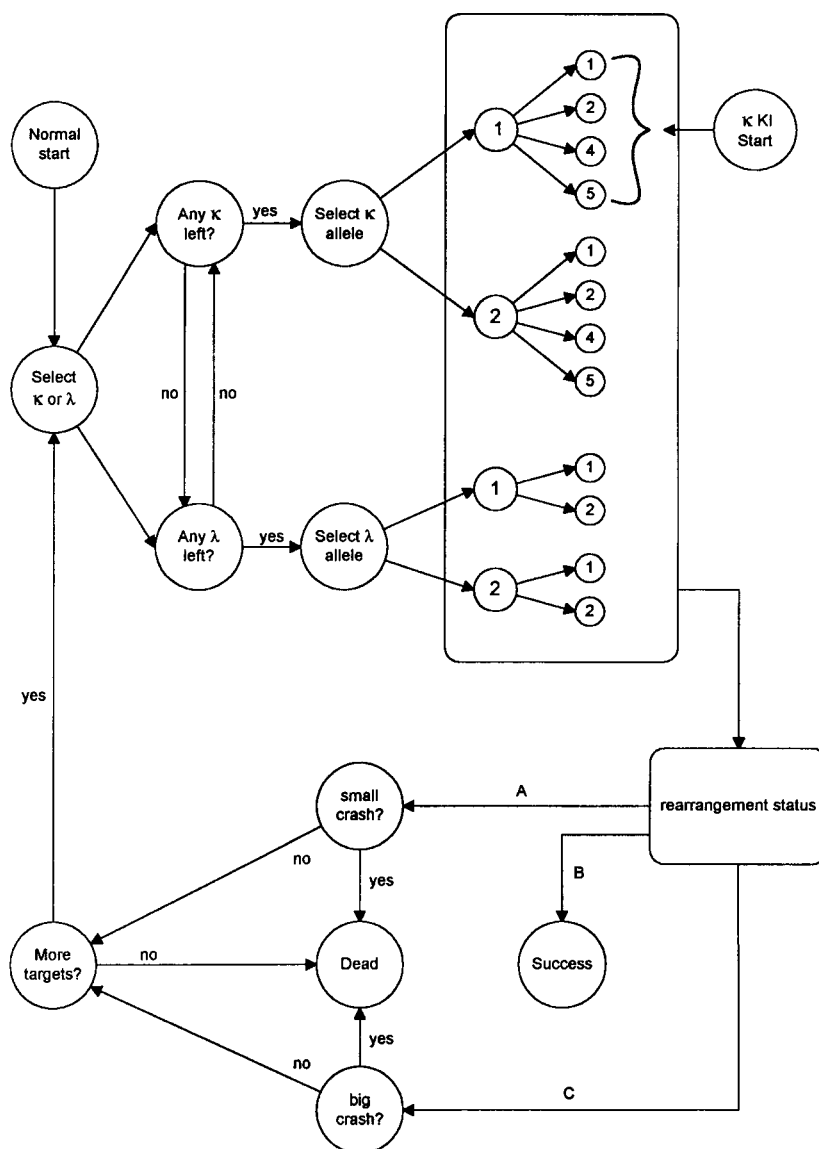 Normal
start
Select
κ or λ
Any κ
left?
yes
Select κ
allele
no
no
Any λ
left?
yes
Select λ
allele
1
1
2
4
5
2
1
2
4
5
1
1
2
2
1
2
κ KI
Start
rearrangement status
A
small
crash?
no
yes
B
Success
C
big
crash?
yes
no
Dead
More
targets?
no
yes